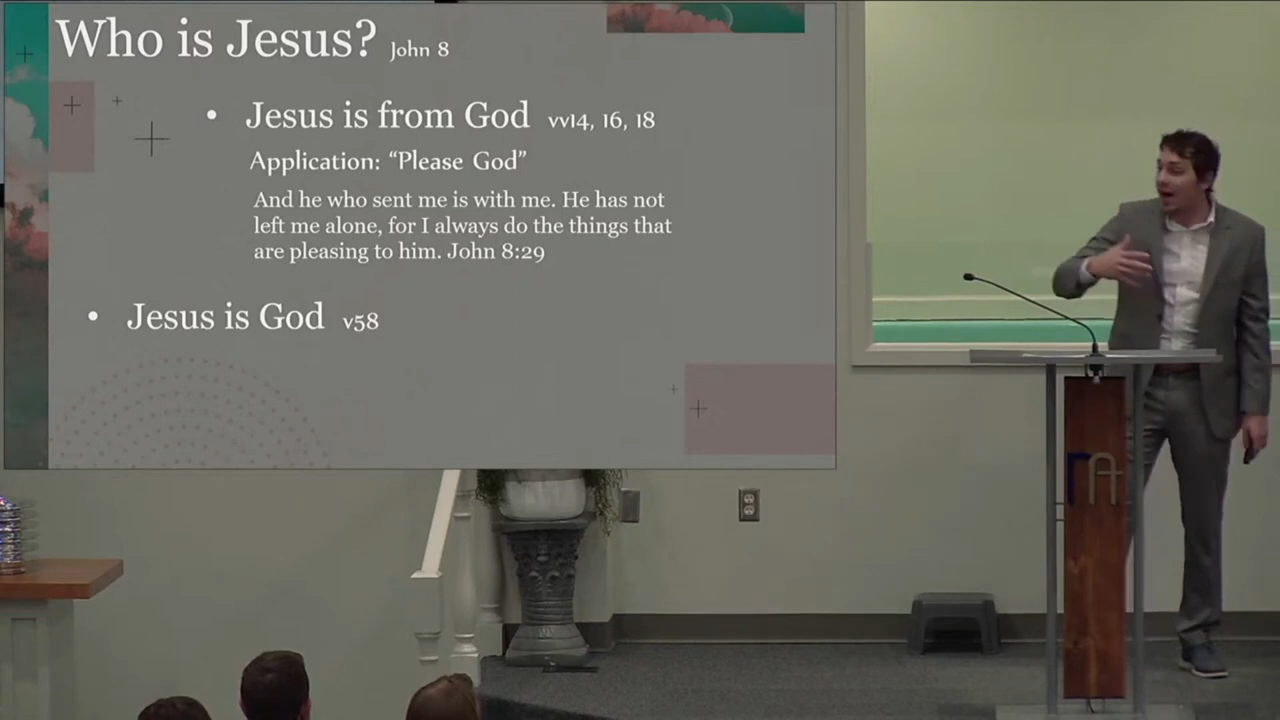 Who is Jesus? John 8
• Jesus is from God vv14, 16, 18
Application: “Please God”
And he who sent me is with me. He has not
left me alone, for I always do the things that
are pleasing to him. John 8:29
• Jesus is God v58